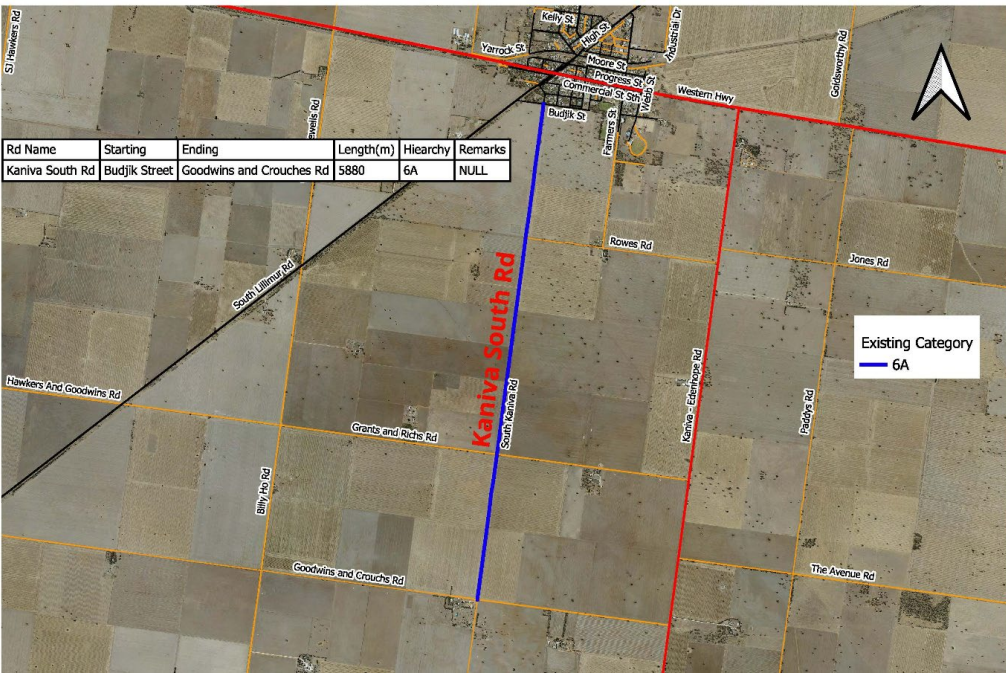 SJ Hawkers Rd
Kelly St
High St
Industrial Dr
Goldsworthy Rd
Yarrock St
Moore St
Progress St
Commercial St Sth
Webb St
Western Hwy
Budjik St
Farmers St
ewells Rd
Rd Name Starting Ending Length(m) Hiearchy Remarks
Kaniva South Rd Budjik Street Goodwins and Crouches Rd 5880 6A NULL
Rowes Rd
Jones Rd
South Lillimur Rd
Kaniva South Rd
Existing Category
6A
Hawkers And Goodwins Rd
South Kaniva Rd
Kaniva - Edenhope Rd
Paddys Rd
Grants and Richs Rd
Billy Ho Rd
Goodwins and Crouchs Rd
The Avenue Rd